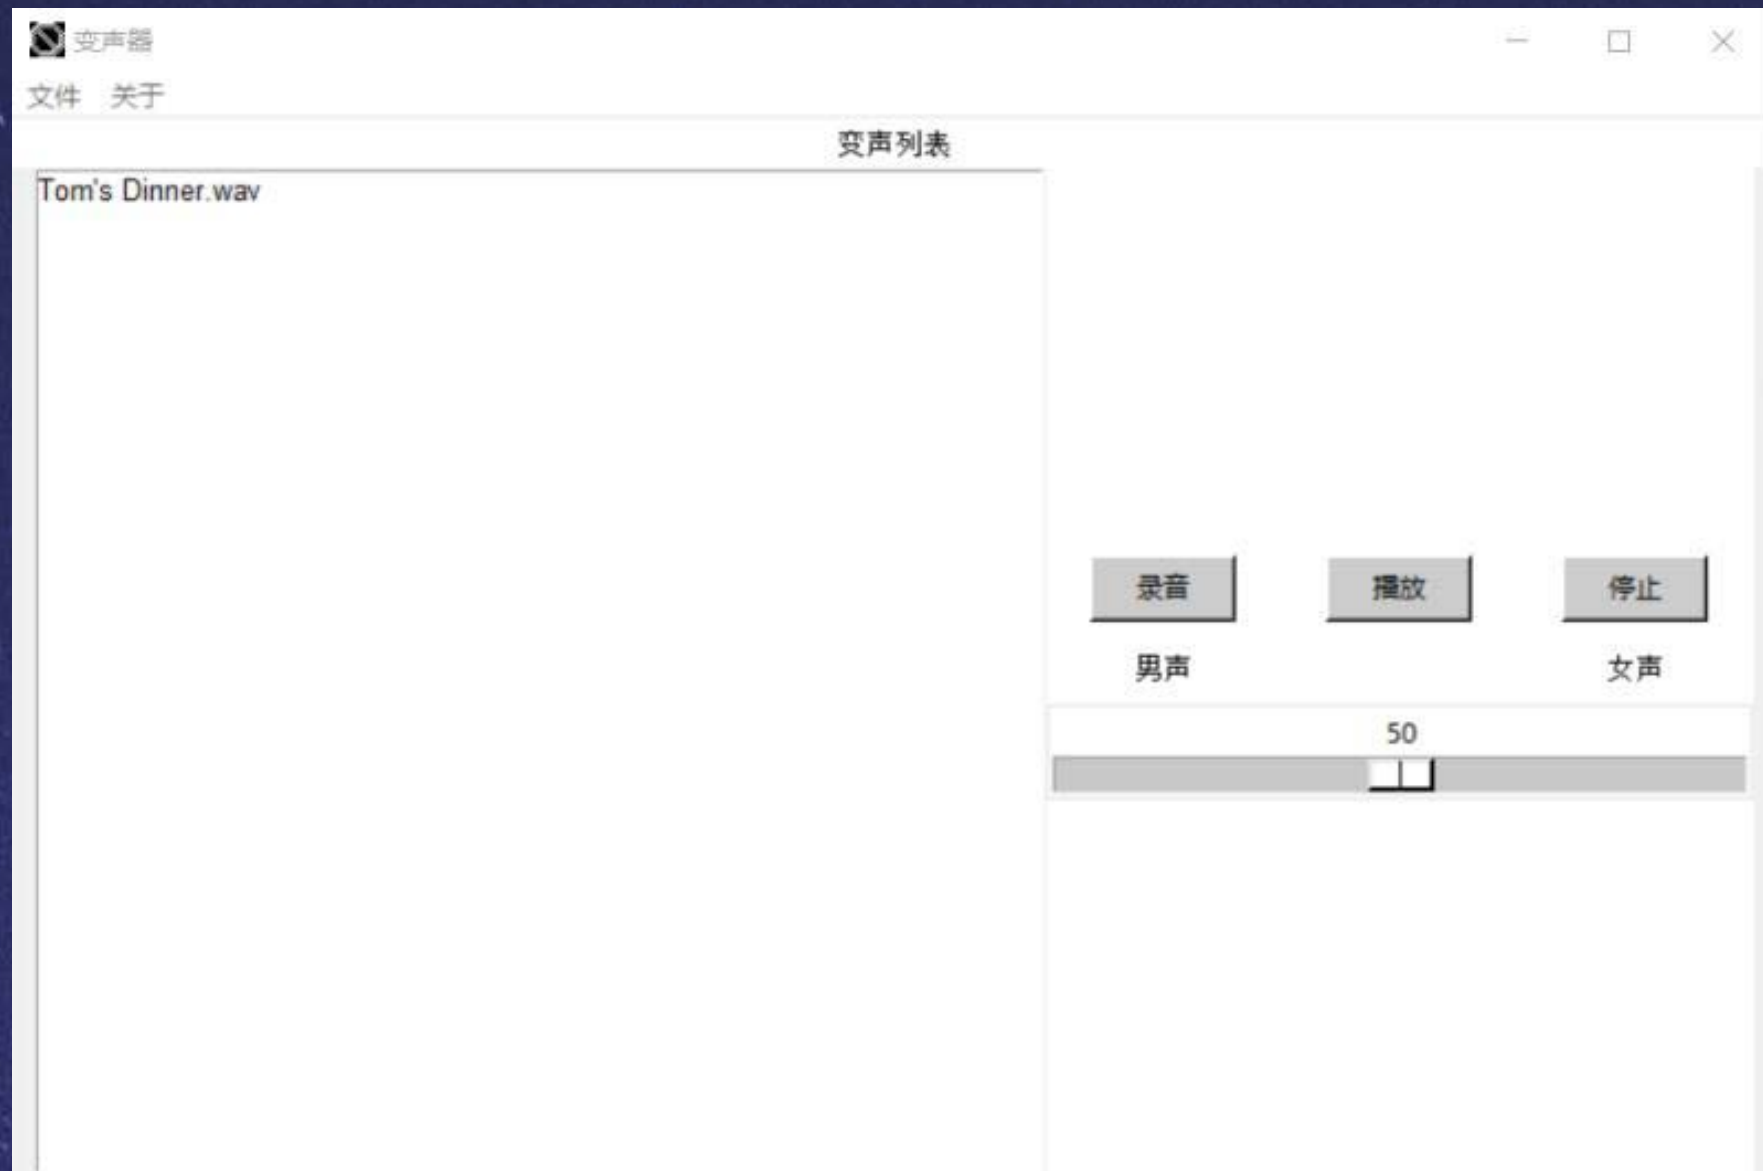 变声器
文件 关于
变声列表
Tom's Dinner.wav
录音 播放 停止
男声 女声
50